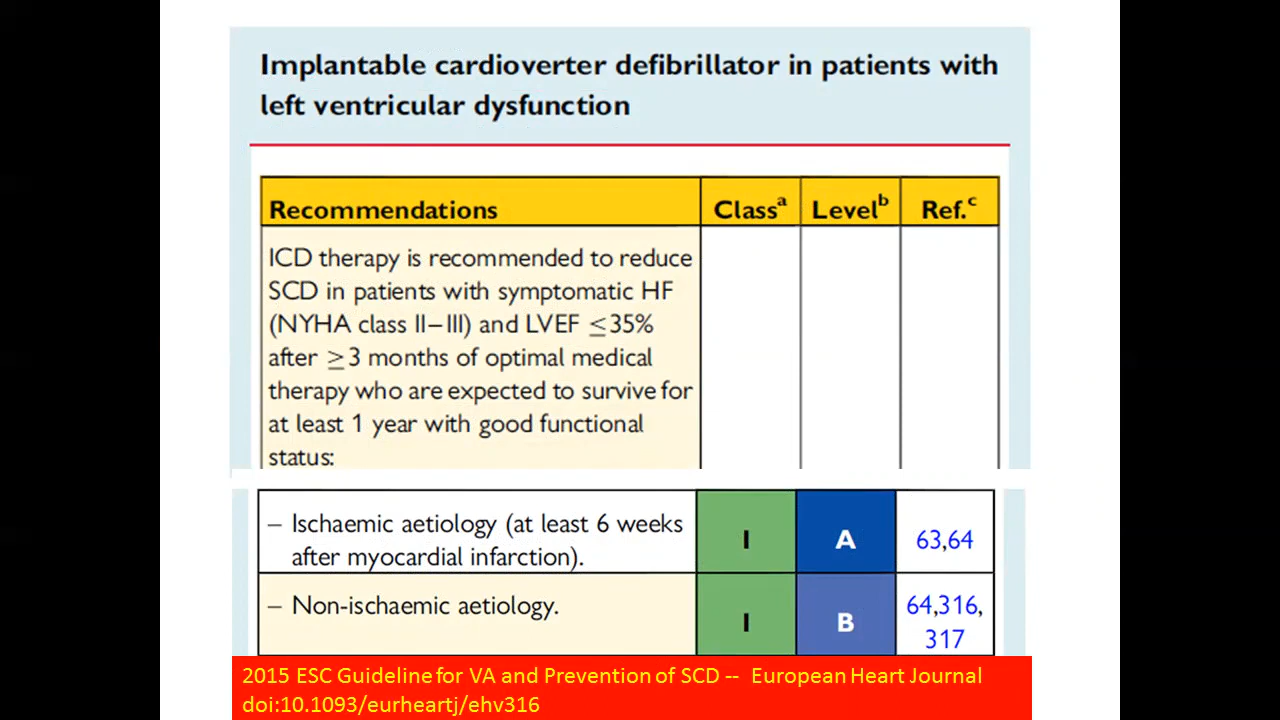 Implantable cardioverter defibrillator in patients with
left ventricular dysfunction
Recommendations Classᵃ Levelᵇ Ref.ᶜ
ICD therapy is recommended to reduce
SCD in patients with symptomatic HF
(NYHA class II–III) and LVEF ≤35%
after ≥3 months of optimal medical
therapy who are expected to survive for
at least 1 year with good functional
status:
– Ischaemic aetiology (at least 6 weeks
after myocardial infarction).
I A 63,64
– Non-ischaemic aetiology.
I B 64,316,
317
2015 ESC Guideline for VA and Prevention of SCD -- European Heart Journal
doi:10.1093/eurheartj/ehv316